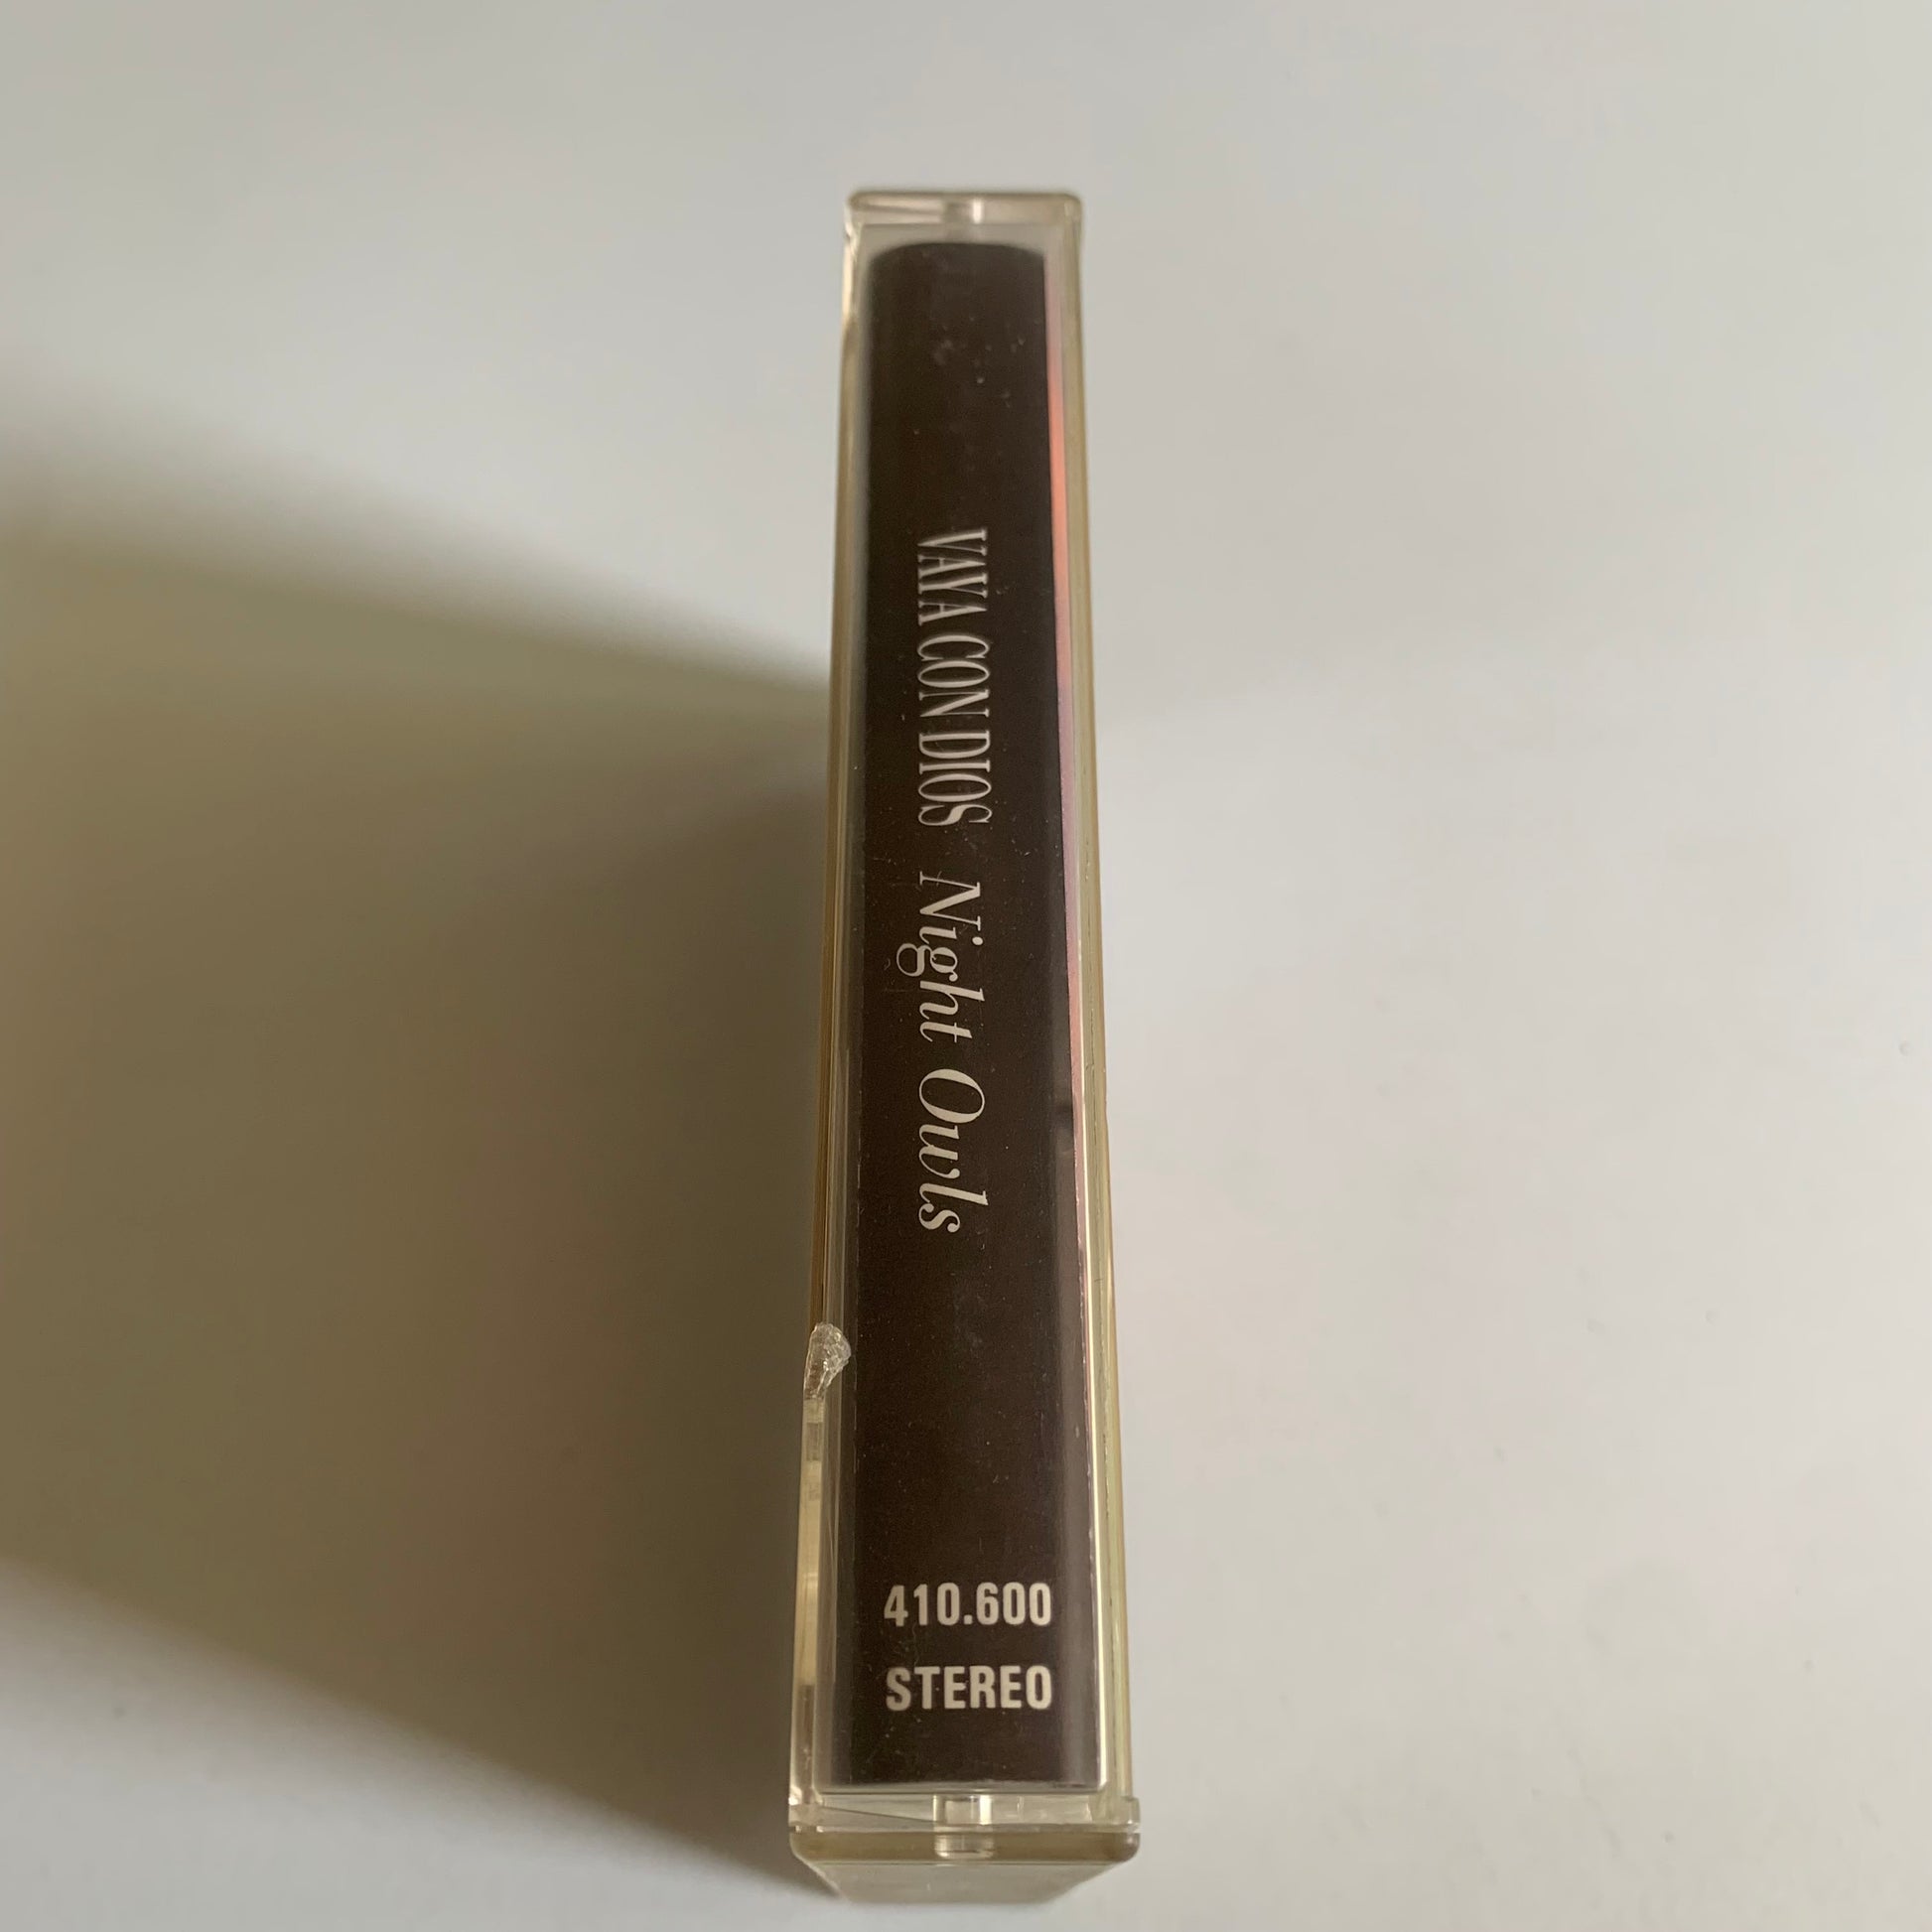 VAYA CON DIOS Night Owls
410.600
STEREO